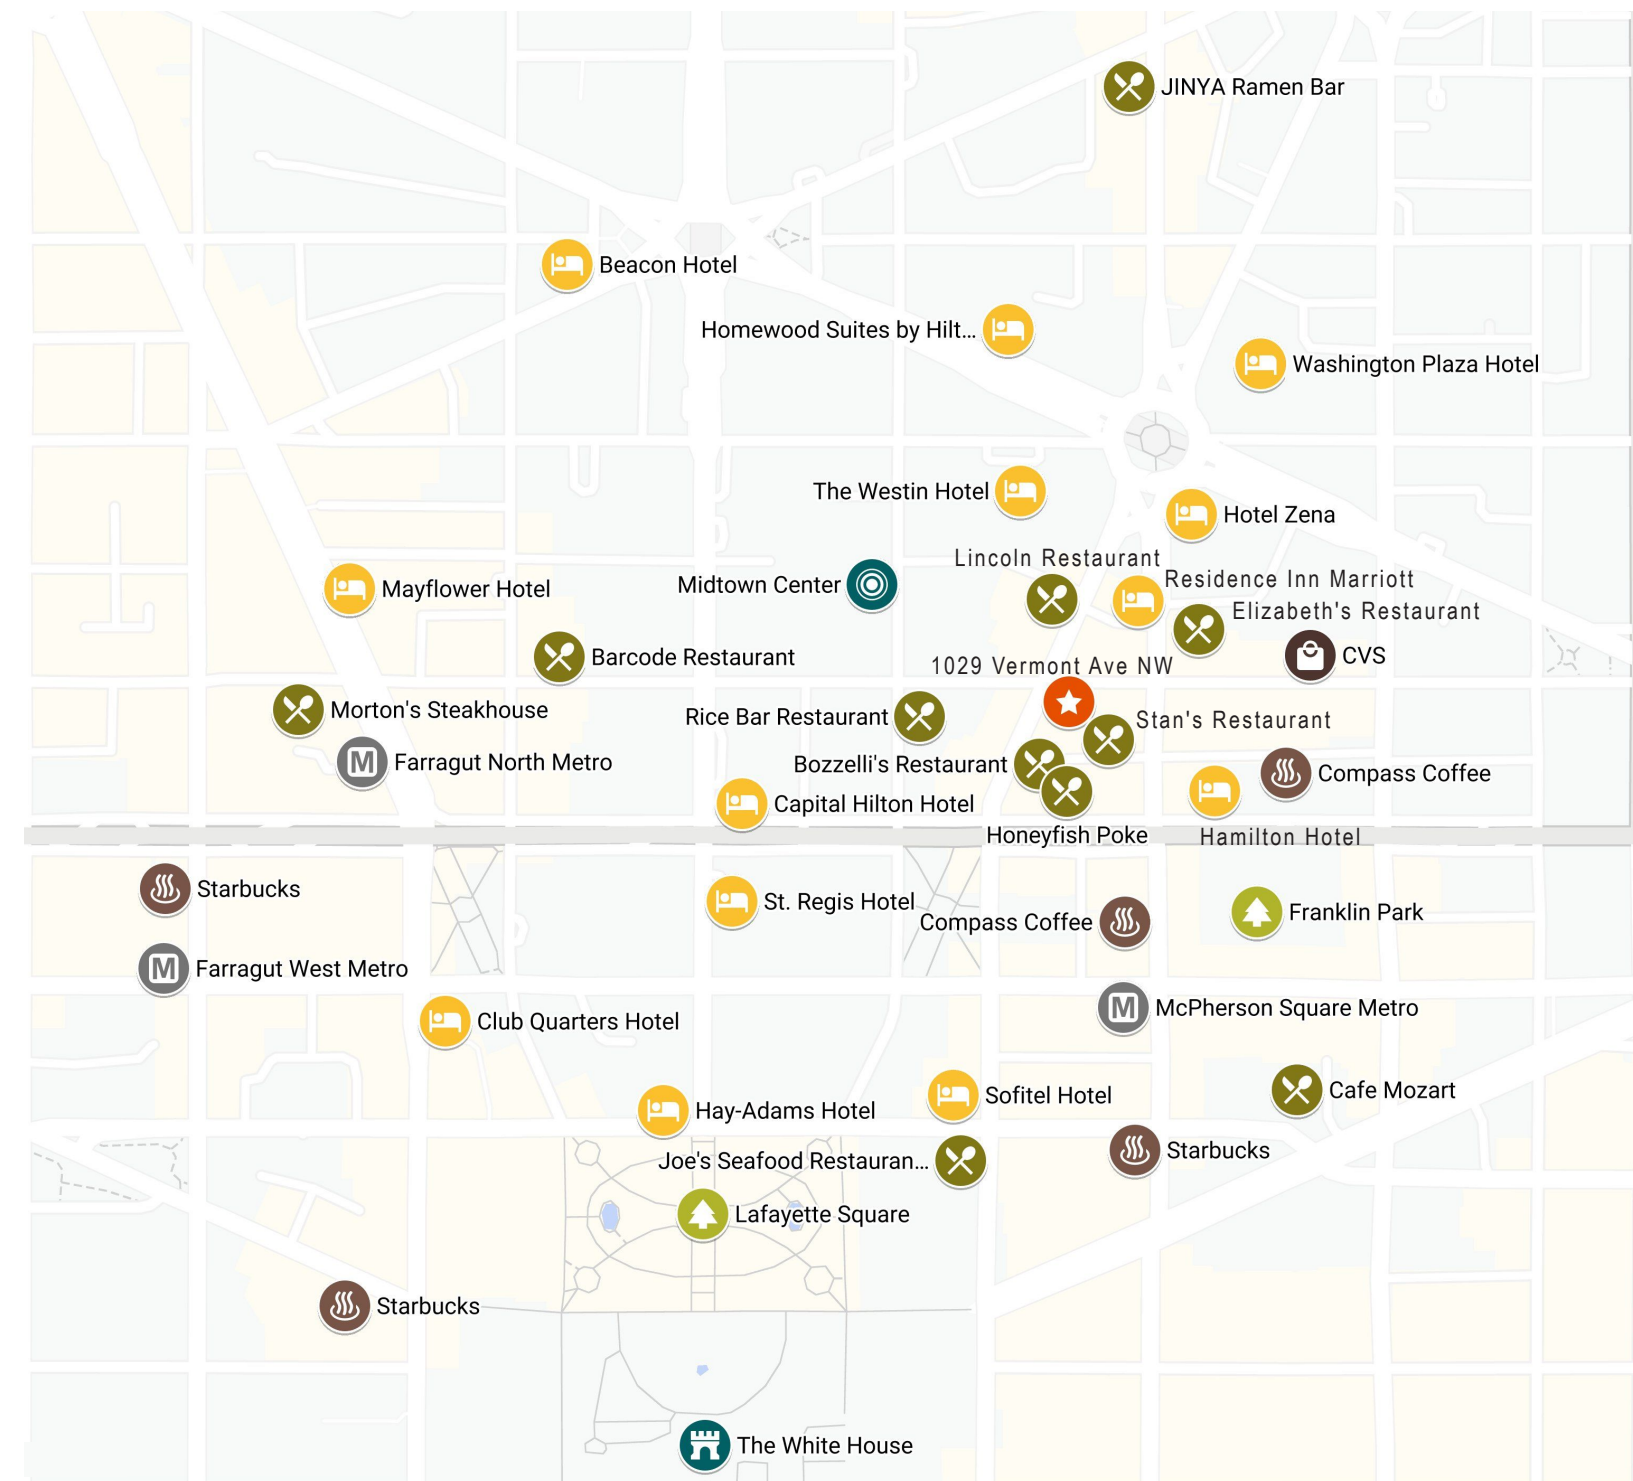 JINYA Ramen Bar
Beacon Hotel
Homewood Suites by Hilt...
Washington Plaza Hotel
The Westin Hotel
Hotel Zena
Lincoln Restaurant
Residence Inn Marriott
Mayflower Hotel
Midtown Center
Elizabeth's Restaurant
Barcode Restaurant
CVS
1029 Vermont Ave NW
Morton's Steakhouse
Rice Bar Restaurant
Stan's Restaurant
M
Farragut North Metro
Bozzelli's Restaurant
Compass Coffee
Capital Hilton Hotel
Honeyfish Poke
Hamilton Hotel
Starbucks
St. Regis Hotel
Compass Coffee
Franklin Park
M
Farragut West Metro
M
McPherson Square Metro
Club Quarters Hotel
Hay-Adams Hotel
Sofitel Hotel
Cafe Mozart
Joe's Seafood Restauran...
Starbucks
Lafayette Square
Starbucks
The White House